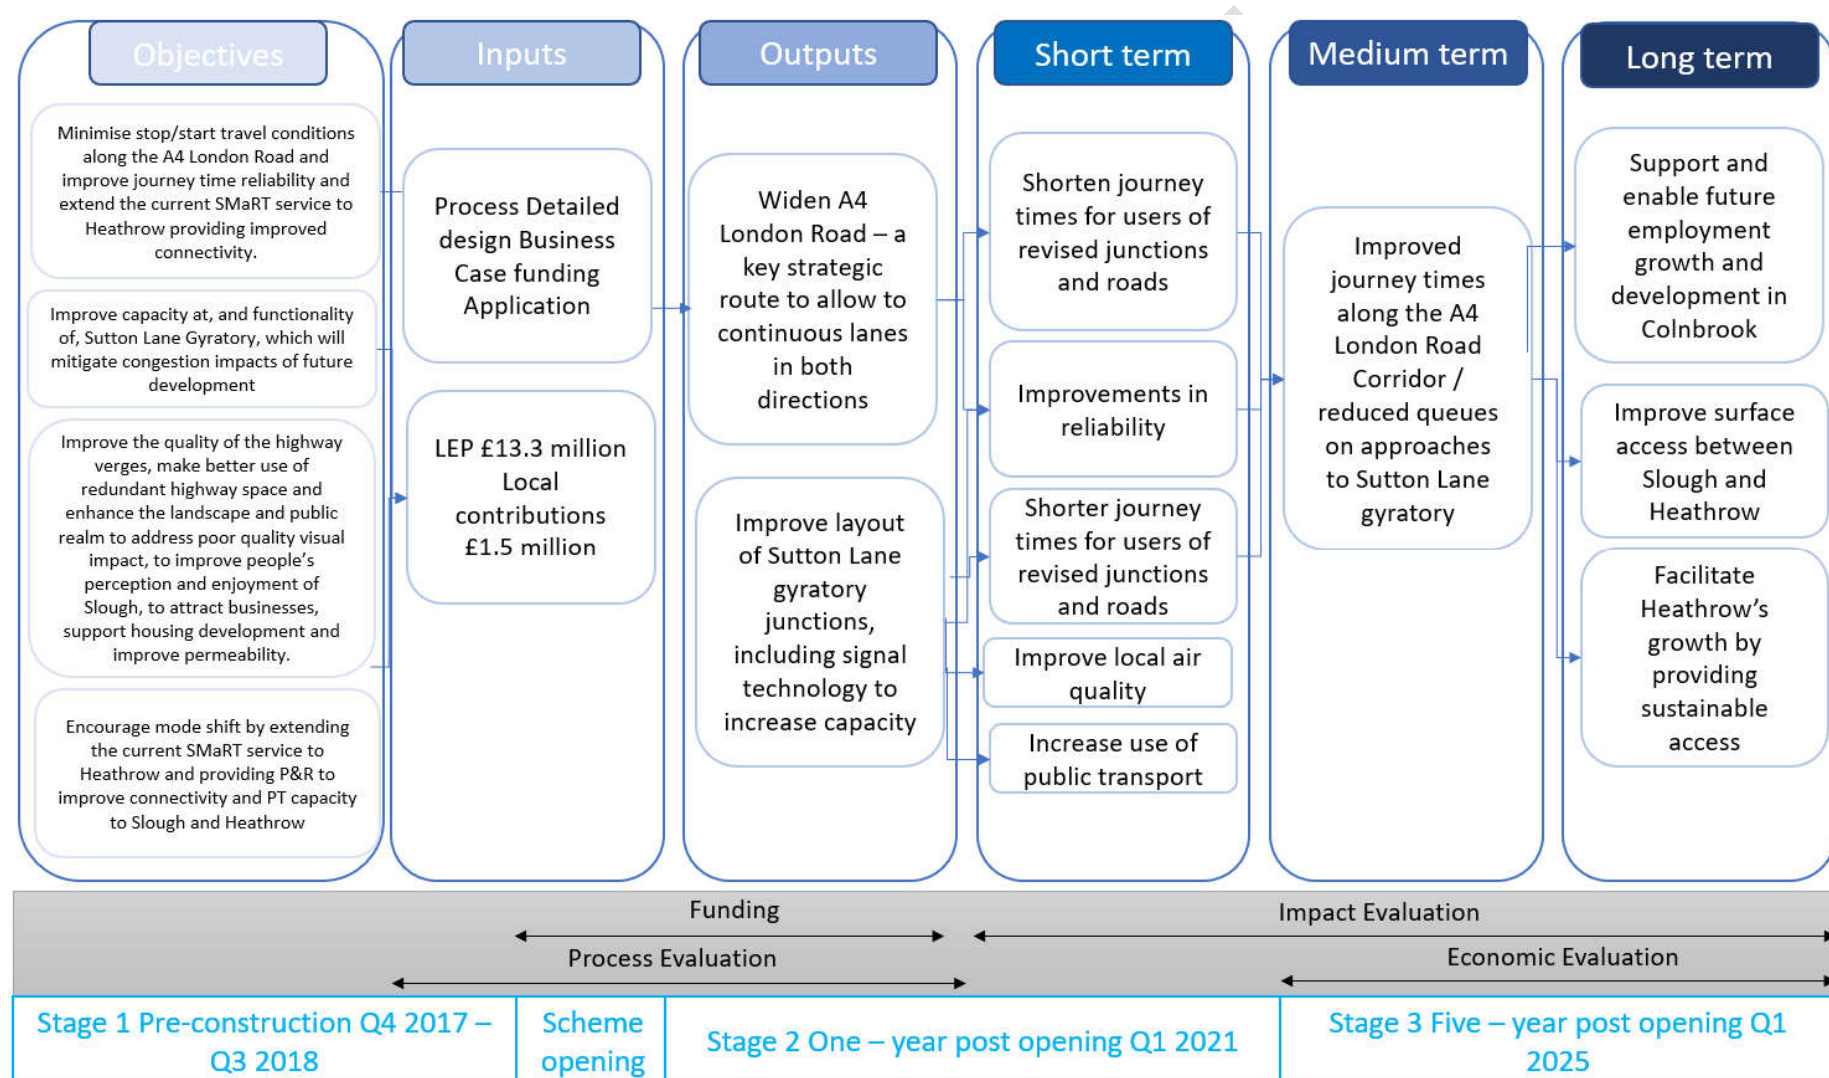 Objectives
Minimise stop/start travel conditions
along the A4 London Road and
improve journey time reliability and
extend the current SMaRT service to
Heathrow providing improved
connectivity.
Improve capacity at, and functionality
of, Sutton Lane Gyratory, which will
mitigate congestion impacts of future
development
Improve the quality of the highway
verges, make better use of
redundant highway space and
enhance the landscape and public
realm to address poor quality visual
impact, to improve people's
perception and enjoyment of
Slough, to attract businesses,
support housing development and
improve permeability.
Encourage mode shift by extending
the current SMaRT service to
Heathrow and providing P&R to
improve connectivity and PT capacity
to Slough and Heathrow
Inputs
Process Detailed
design Business
Case funding
Application
LEP £13.3 million
Local
contributions
£1.5 million
Outputs
Widen A4
London Road – a
key strategic
route to allow to
continuous lanes
in both
directions
Improve layout
of Sutton Lane
gyratory
junctions,
including signal
technology to
increase capacity
Short term
Shorten journey
times for users of
revised junctions
and roads
Improvements in
reliability
Shorter journey
times for users of
revised junctions
and roads
Improve local air
quality
Increase use of
public transport
Medium term
Improved
journey times
along the A4
London Road
Corridor /
reduced queues
on approaches
to Sutton Lane
gyratory
Long term
Support and
enable future
employment
growth and
development in
Colnbrook
Improve surface
access between
Slough and
Heathrow
Facilitate
Heathrow's
growth by
providing
sustainable
access
Funding
Impact Evaluation
Process Evaluation
Economic Evaluation
Stage 1 Pre-construction Q4 2017 –
Q3 2018
Scheme
opening
Stage 2 One – year post opening Q1 2021
Stage 3 Five – year post opening Q1
2025